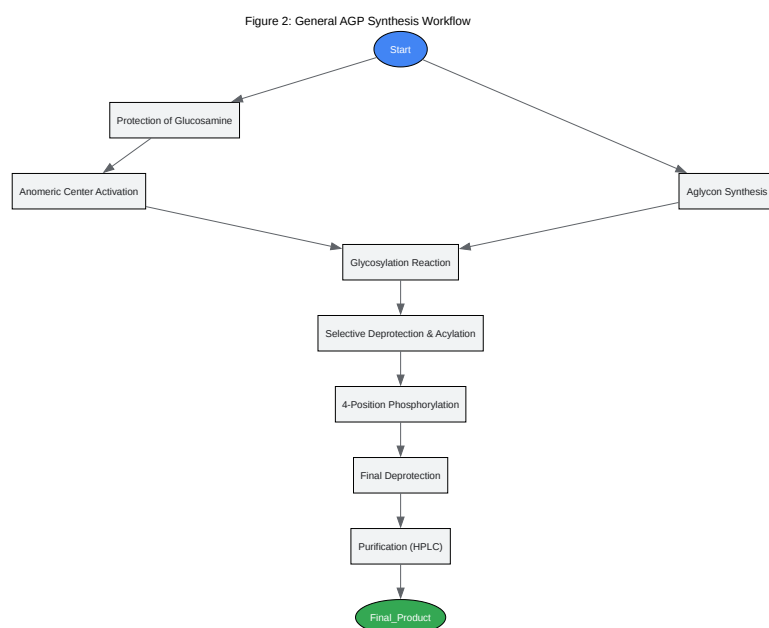 Figure 2: General AGP Synthesis Workflow
Start
Protection of Glucosamine
Anomeric Center Activation
Aglycon Synthesis
Glycosylation Reaction
Selective Deprotection & Acylation
4-Position Phosphorylation
Final Deprotection
Purification (HPLC)
Final_Product